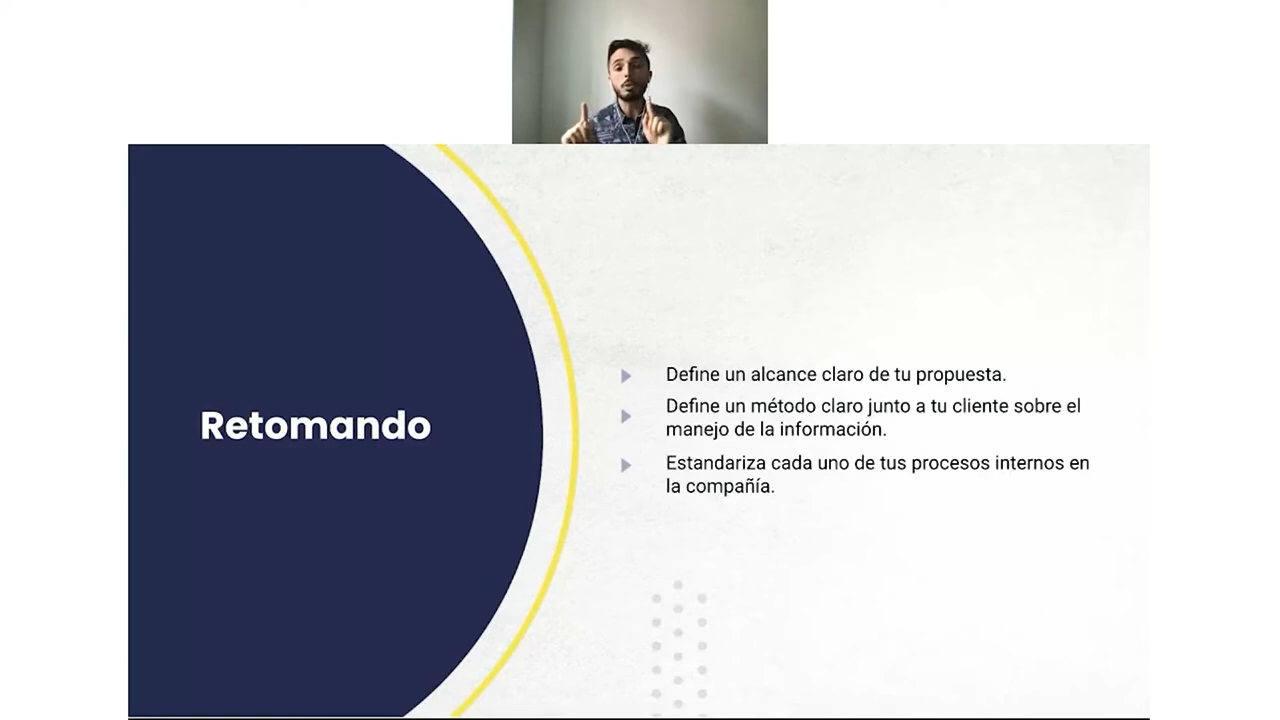 Retomando
Define un alcance claro de tu propuesta.
Define un método claro junto a tu cliente sobre el
manejo de la información.
Estandariza cada uno de tus procesos internos en
la compañía.